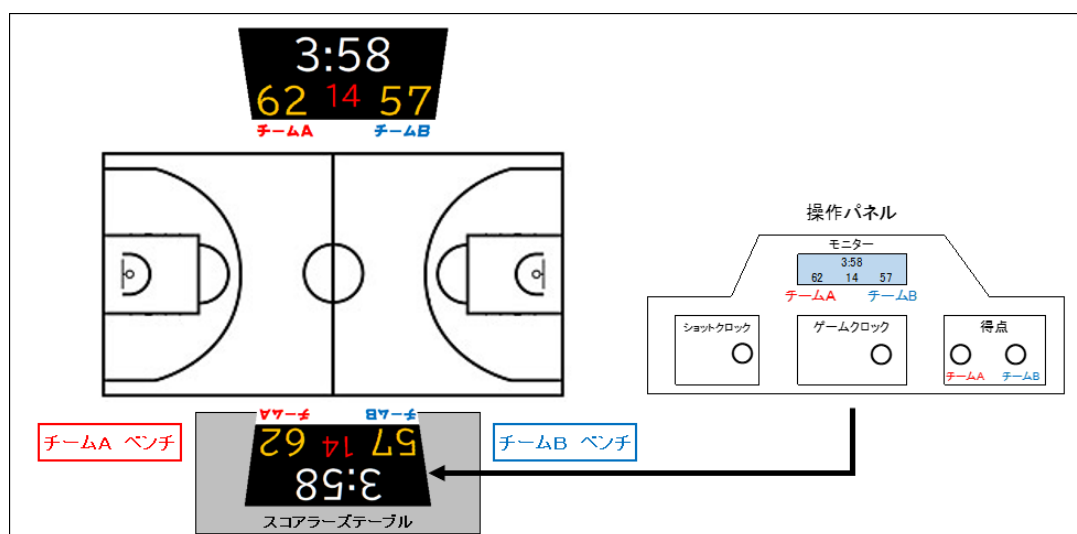 3:58
62 14 57
チームA チームB
操作パネル
モニター
3:58
62 14 57
チームA チームB
ショットクロック
ゲームクロック
得点
チームA チームB
チームA ベンチ
チームA チームB
62 14 57
3:58
スコアラーズテーブル
チームB ベンチ